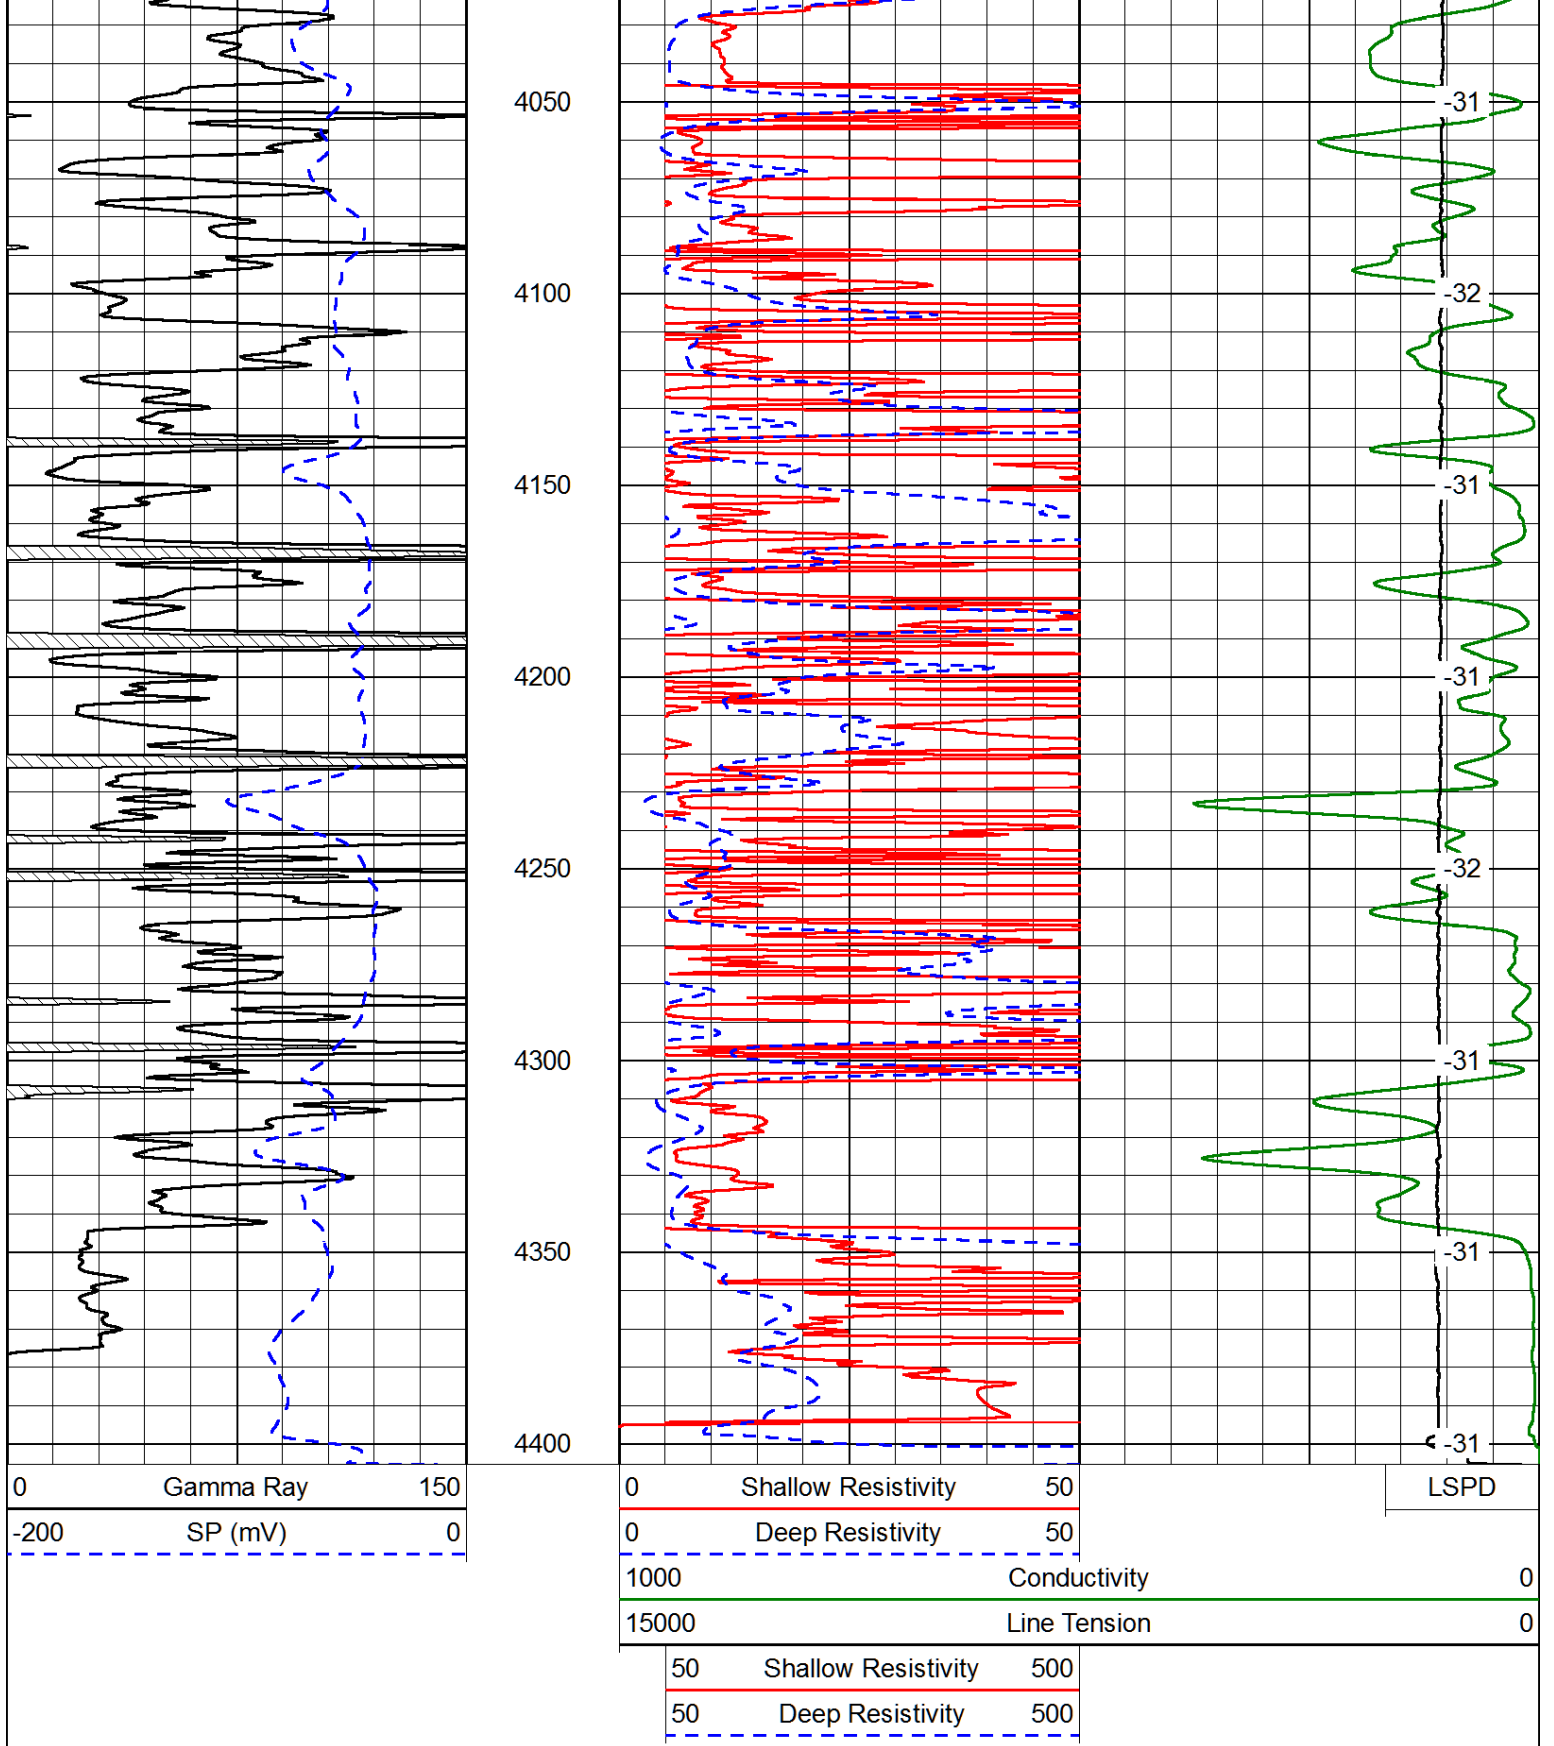 4050 -31
4100 -32
4150 -31
4200 -31
4250 -32
4300 -31
4350 -31
4400 -31
0 Gamma Ray 150 0 Shallow Resistivity 50 LSPD
-200 SP (mV) 0 0 Deep Resistivity 50
1000 Conductivity 0
15000 Line Tension 0
50 Shallow Resistivity 500
50 Deep Resistivity 500